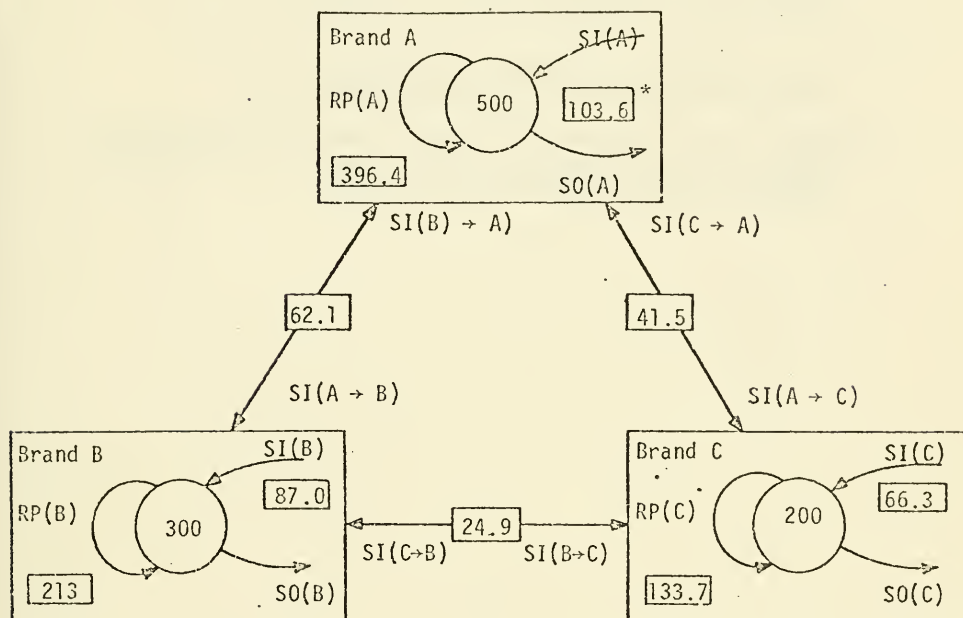 Brand A
SI(A)
RP(A)
500
103.6*
396.4
SO(A)
SI(B) → A)
SI(C → A)
62.1
41.5
SI(A → B)
SI(A → C)
Brand B
SI(B)
87.0
RP(B)
300
213
SO(B)
SI(C→B)
24.9
SI(B→C)
Brand C
SI(C)
66.3
RP(C)
200
133.7
SO(C)